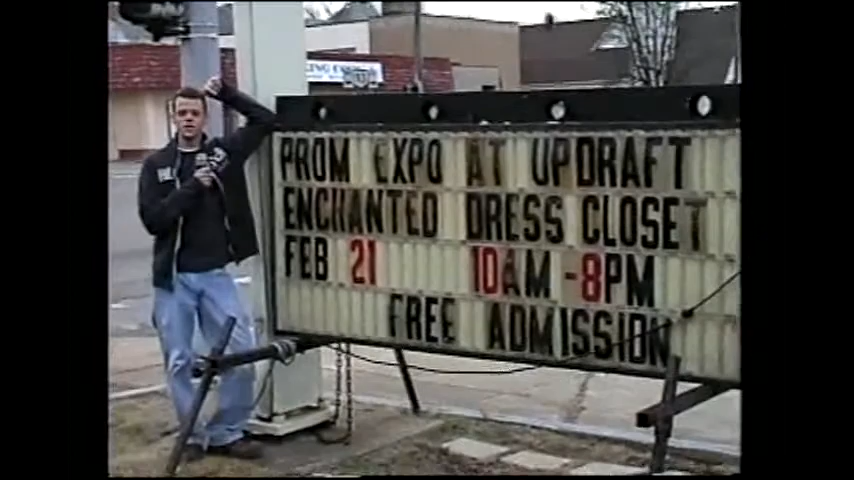 PROM EXPO AT UPDRAFT
ENCHANTED DRESS CLOSET
FEB 21 10AM - 8PM
FREE ADMISSION